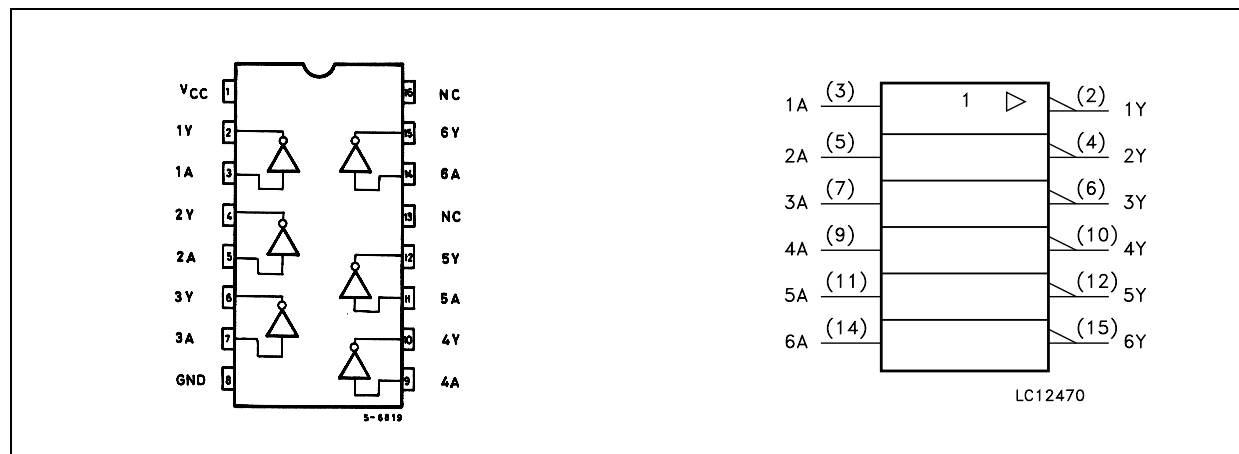 VCC 1 16 NC
1Y 2 15 6Y
1A 3 14 6A
2Y 4 13 NC
2A 5 12 5Y
3Y 6 11 5A
3A 7 10 4Y
GND 8 9 4A
S-6819
1A (3) 1 (2) 1Y
2A (5) (4) 2Y
3A (7) (6) 3Y
4A (9) (10) 4Y
5A (11) (12) 5Y
6A (14) (15) 6Y
LC12470